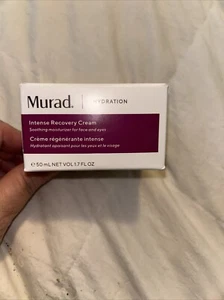 Murad. HYDRATION
Intense Recovery Cream
Soothing moisturizer for face and eyes
Crème régénérante intense
Hydratant apaisant pour les yeux et le visage
e 50 mL NET VOL 1.7 FL OZ